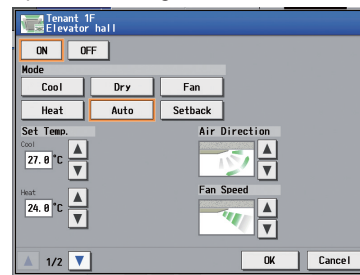 Tenant 1F
Elevator hall
ON OFF
Mode
Cool Dry Fan
Heat Auto Setback
Set Temp. Air Direction
Cool
27.0 °C
Heat Fan Speed
24.0 °C
1/2 OK Cancel